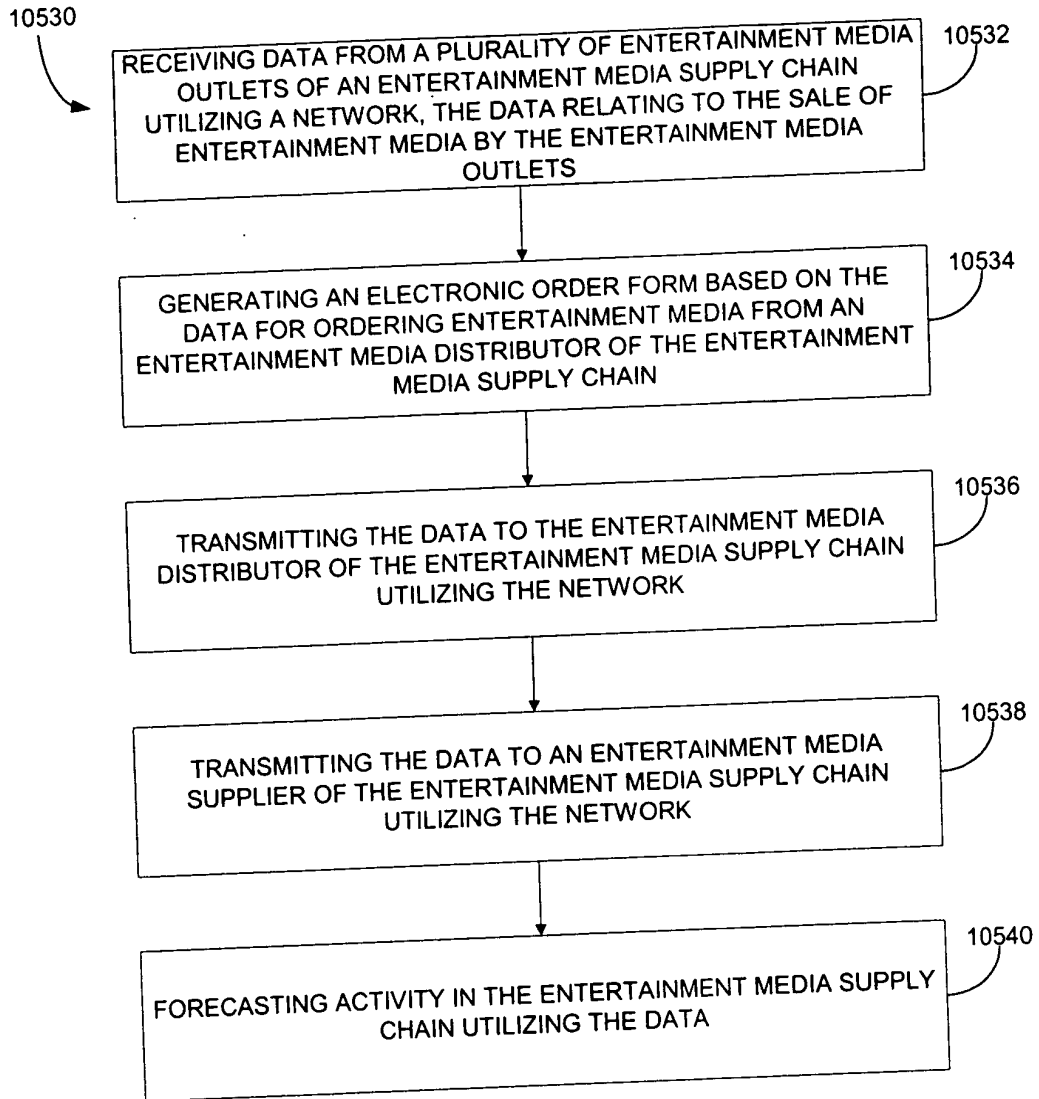 10530
RECEIVING DATA FROM A PLURALITY OF ENTERTAINMENT MEDIA
OUTLETS OF AN ENTERTAINMENT MEDIA SUPPLY CHAIN
UTILIZING A NETWORK, THE DATA RELATING TO THE SALE OF
ENTERTAINMENT MEDIA BY THE ENTERTAINMENT MEDIA
OUTLETS
10532
GENERATING AN ELECTRONIC ORDER FORM BASED ON THE
DATA FOR ORDERING ENTERTAINMENT MEDIA FROM AN
ENTERTAINMENT MEDIA DISTRIBUTOR OF THE ENTERTAINMENT
MEDIA SUPPLY CHAIN
10534
TRANSMITTING THE DATA TO THE ENTERTAINMENT MEDIA
DISTRIBUTOR OF THE ENTERTAINMENT MEDIA SUPPLY CHAIN
UTILIZING THE NETWORK
10536
TRANSMITTING THE DATA TO AN ENTERTAINMENT MEDIA
SUPPLIER OF THE ENTERTAINMENT MEDIA SUPPLY CHAIN
UTILIZING THE NETWORK
10538
FORECASTING ACTIVITY IN THE ENTERTAINMENT MEDIA SUPPLY
CHAIN UTILIZING THE DATA
10540